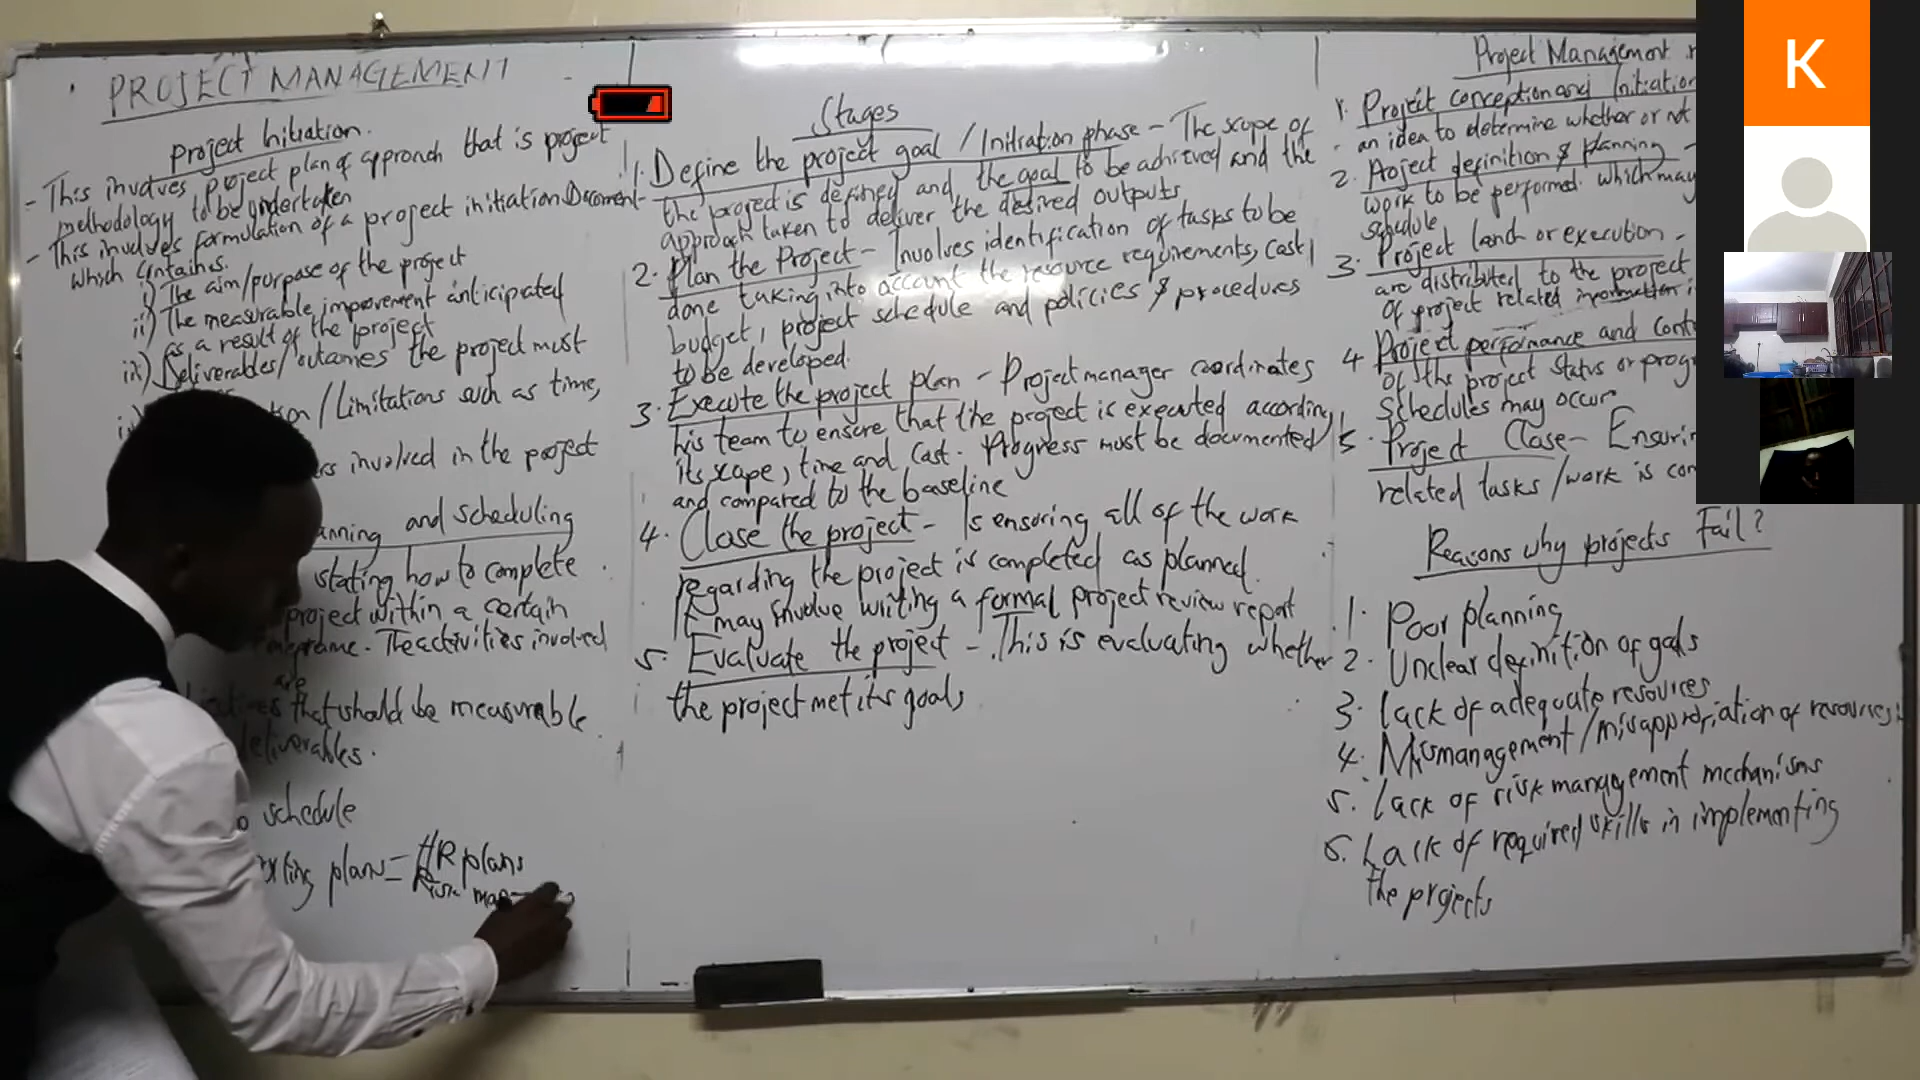 PROJECT MANAGEMENT
Project Initiation.
- This involves project plan of approach that is project
methodology to be undertaken
- This involves formulation of a project initiation Document
which contains.
i) The aim/purpose of the project
ii) The measurable improvement anticipated
as a result of the project
iii) Deliverables/outcomes the project must
/Limitations such as time,
involved in the project
and scheduling
stating how to complete
project within a certain
. The activities involved
are
that should be measurable
deliverables.
schedule
plans = HR plans
Risk
Stages
1. Define the project goal / Initiation phase - The scope of
the project is defined and the goal to be achieved and the
approach taken to deliver the desired outputs
2. Plan the Project - Involves identification of tasks to be
done taking into account the resource requirements, cost,
budget, project schedule and policies & procedures
to be developed.
3. Execute the project plan - Project manager coordinates
his team to ensure that the project is executed according
its scope, time and cost. Progress must be documented
and compared to the baseline
4. Close the project - Is ensuring all of the work
regarding the project is completed as planned.
It may involve writing a formal project review report
5. Evaluate the project - This is evaluating whether
the project met its goals
Project Management
1. Project conception and Initiation
- an idea to determine whether or not
2. Project definition & planning -
work to be performed. which may
schedule
3. Project lanch or execution -
are distributed to the project
of project related information
4 Project performance and
of the project status or
schedules may occur
5. Project Close -
related tasks/work is
Reasons why projects Fail?
1. Poor planning
2. Unclear definition of goals
3. Lack of adequate resources
4. Mismanagement/misappropriation of resources
5. Lack of risk management mechanisms
6. Lack of required skills in implementing
the projects
K